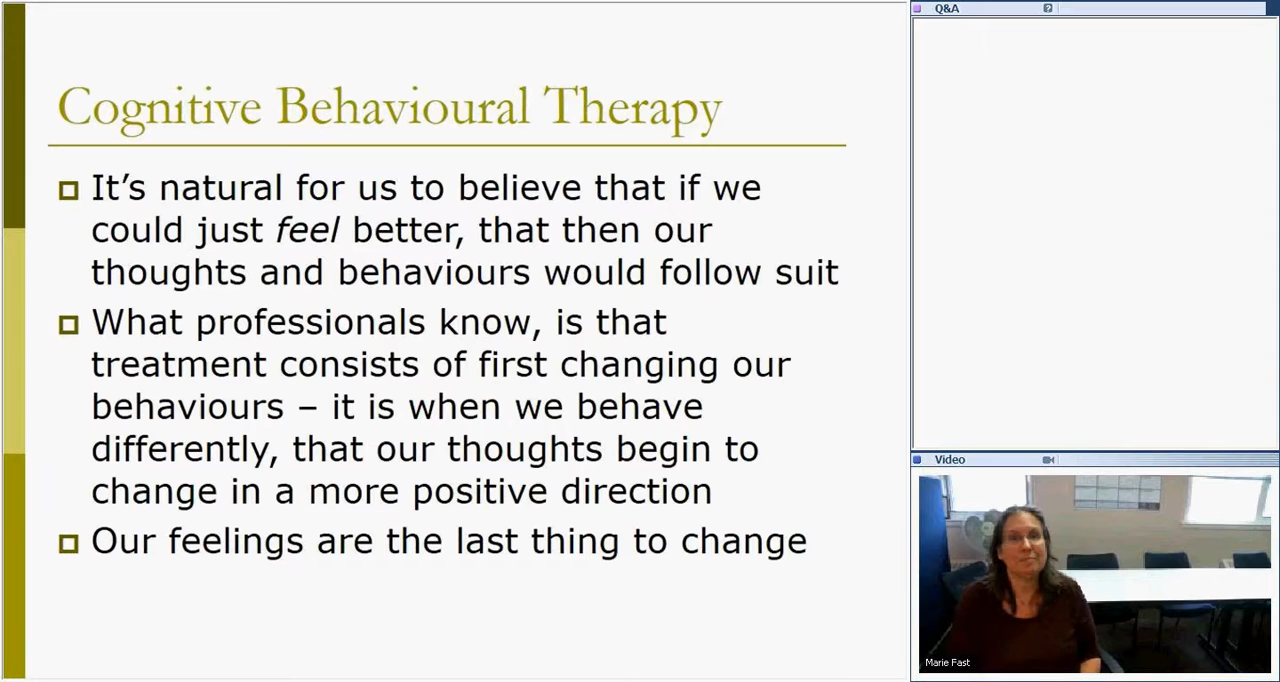 Cognitive Behavioural Therapy
It's natural for us to believe that if we
could just feel better, that then our
thoughts and behaviours would follow suit
What professionals know, is that
treatment consists of first changing our
behaviours – it is when we behave
differently, that our thoughts begin to
change in a more positive direction
Our feelings are the last thing to change
Q&A
?
Video
Marie Fast